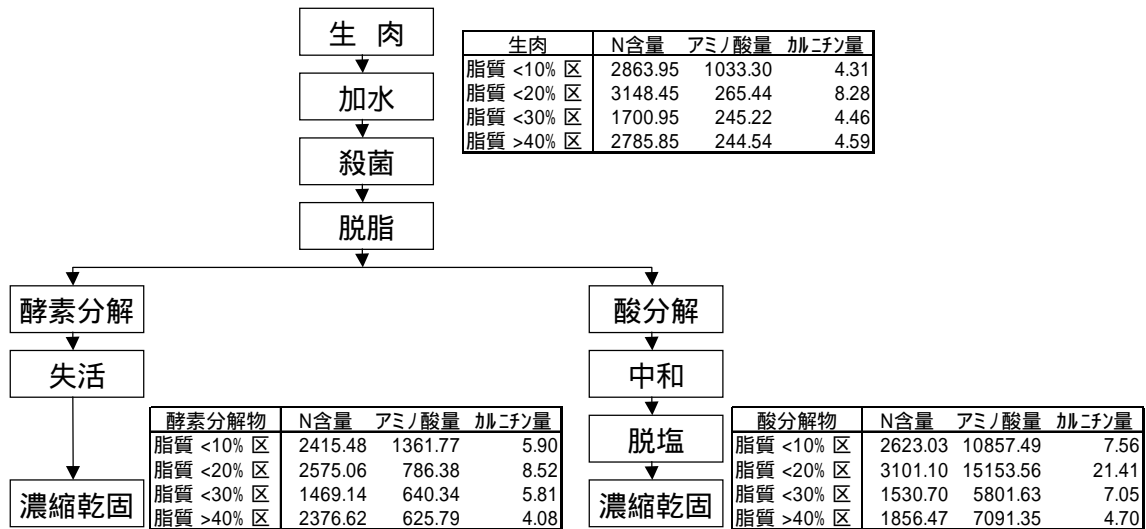 生 肉
加水
殺菌
脱脂
生肉 N含量 アミノ酸量 カルニチン量
脂質 <10% 区 2863.95 1033.30 4.31
脂質 <20% 区 3148.45 265.44 8.28
脂質 <30% 区 1700.95 245.22 4.46
脂質 >40% 区 2785.85 244.54 4.59
酵素分解
失活
濃縮乾固
酵素分解物 N含量 アミノ酸量 カルニチン量
脂質 <10% 区 2415.48 1361.77 5.90
脂質 <20% 区 2575.06 786.38 8.52
脂質 <30% 区 1469.14 640.34 5.81
脂質 >40% 区 2376.62 625.79 4.08
酸分解
中和
脱塩
濃縮乾固
酸分解物 N含量 アミノ酸量 カルニチン量
脂質 <10% 区 2623.03 10857.49 7.56
脂質 <20% 区 3101.10 15153.56 21.41
脂質 <30% 区 1530.70 5801.63 7.05
脂質 >40% 区 1856.47 7091.35 4.70